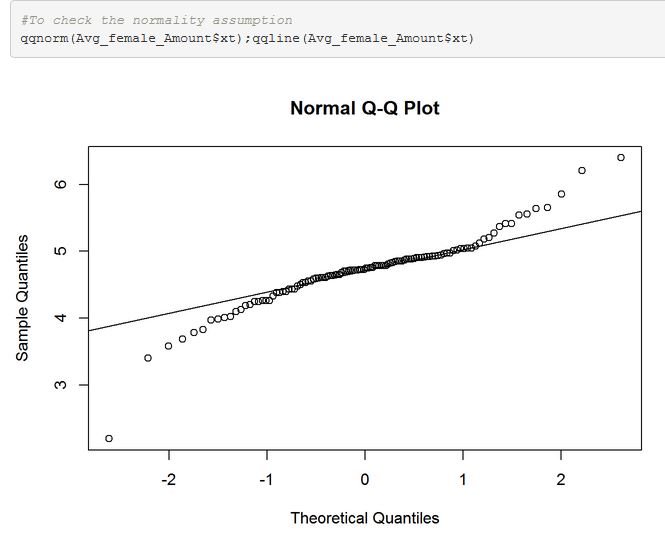 #To check the normality assumption
qqnorm(Avg_female_Amount$xt);qqline(Avg_female_Amount$xt)
Normal Q-Q Plot
Sample Quantiles
6
5
4
3
-2 -1 0 1 2
Theoretical Quantiles